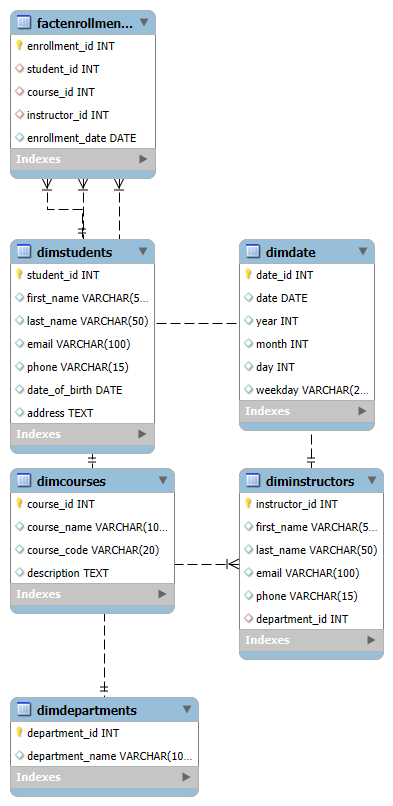 factenrollmen...
enrollment_id INT
student_id INT
course_id INT
instructor_id INT
enrollment_date DATE
Indexes
dimstudents
student_id INT
first_name VARCHAR(5...
last_name VARCHAR(50)
email VARCHAR(100)
phone VARCHAR(15)
date_of_birth DATE
address TEXT
Indexes
dimdate
date_id INT
date DATE
year INT
month INT
day INT
weekday VARCHAR(2...
Indexes
dimcourses
course_id INT
course_name VARCHAR(10...
course_code VARCHAR(20)
description TEXT
Indexes
diminstructors
instructor_id INT
first_name VARCHAR(5...
last_name VARCHAR(50)
email VARCHAR(100)
phone VARCHAR(15)
department_id INT
Indexes
dimdepartments
department_id INT
department_name VARCHAR(10...
Indexes